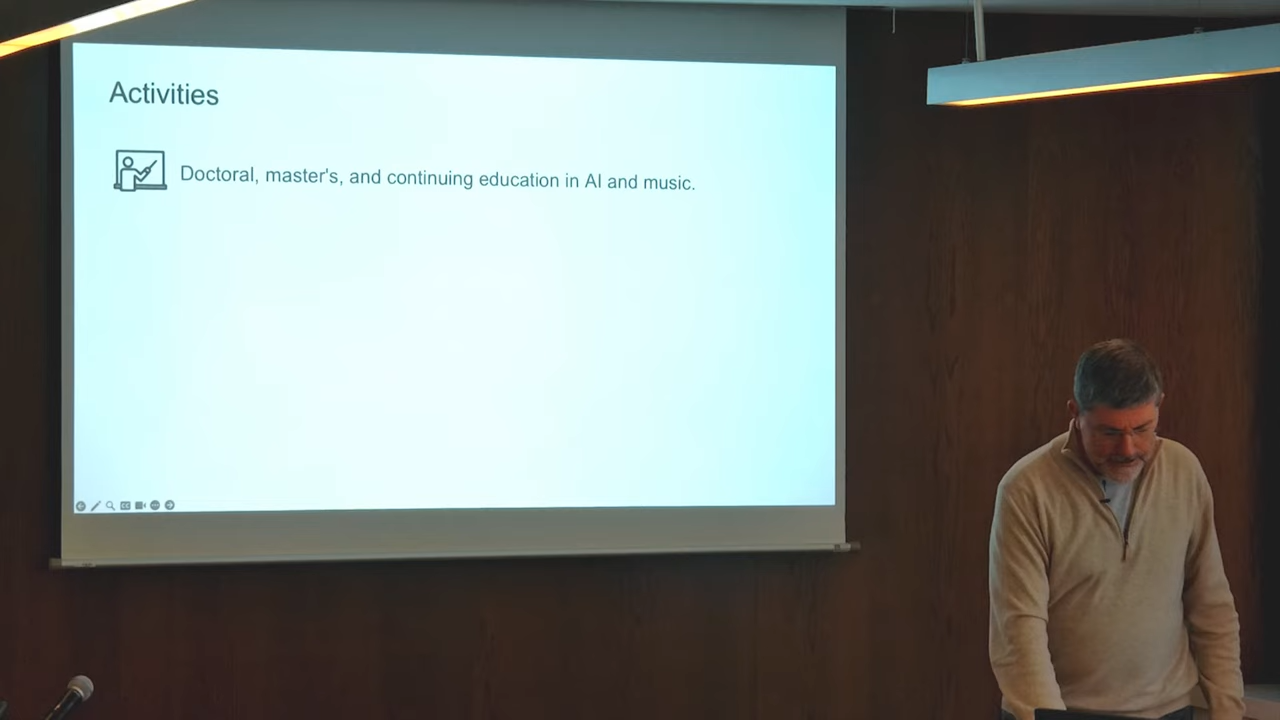 Activities
Doctoral, master's, and continuing education in AI and music.